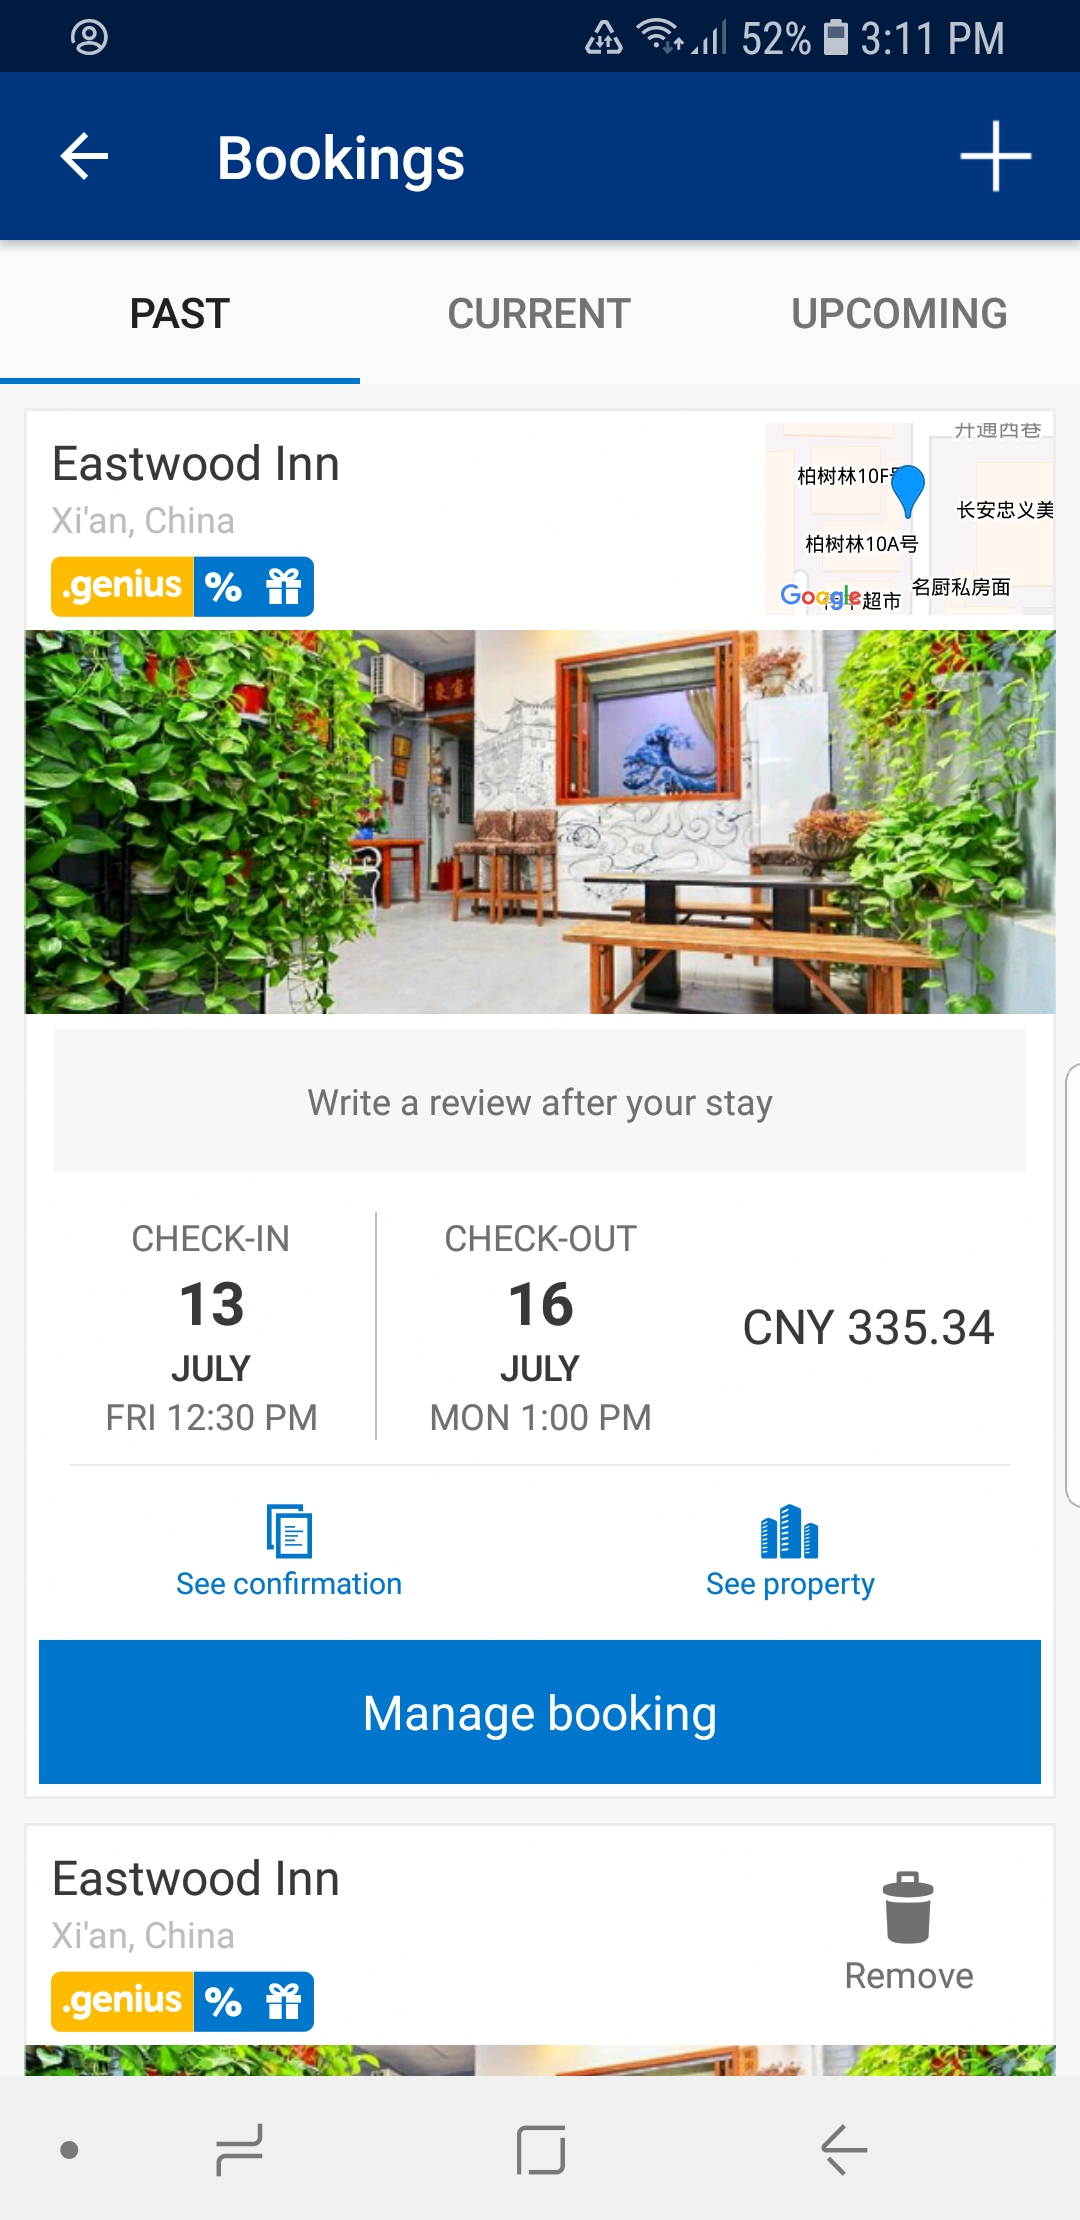 52% 3:11 PM
Bookings
PAST CURRENT UPCOMING
Eastwood Inn
Xi'an, China
.genius %
开通西巷
柏树林10F号
长安忠义美
柏树林10A号
名厨私房面
Google
超市
Write a review after your stay
CHECK-IN CHECK-OUT
13 16
CNY 335.34
JULY JULY
FRI 12:30 PM MON 1:00 PM
See confirmation See property
Manage booking
Eastwood Inn
Xi'an, China
.genius %
Remove